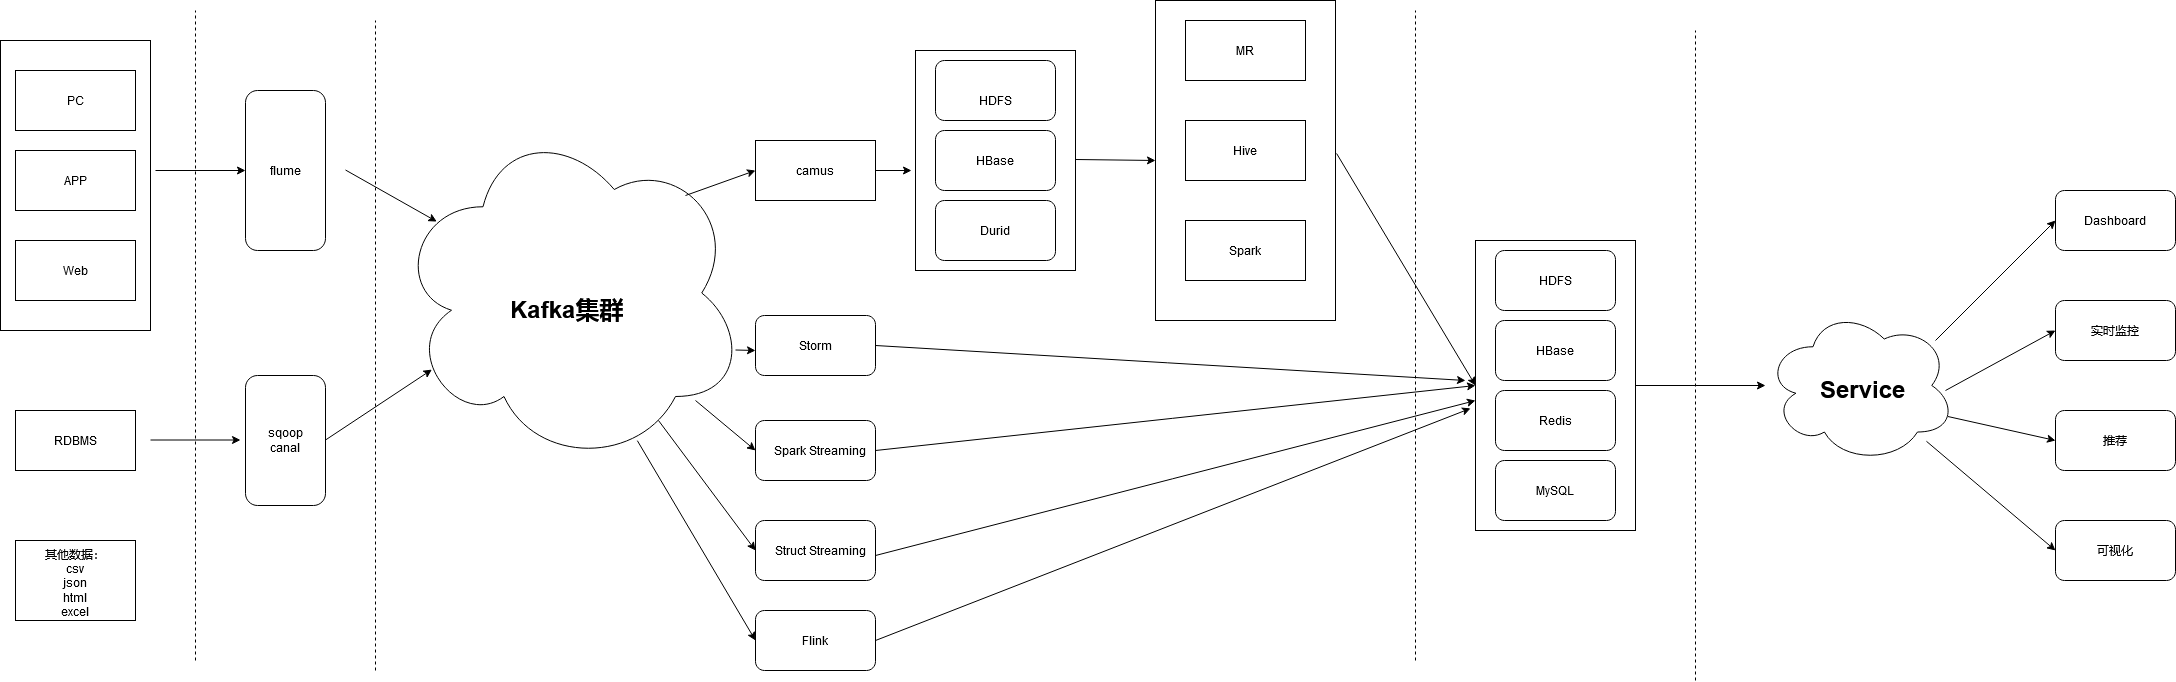 PC
APP
Web
RDBMS
其他数据:
csv
json
html
excel
flume
sqoop
canal
Kafka集群
camus
HDFS
HBase
Durid
MR
Hive
Spark
Storm
Spark Streaming
Struct Streaming
Flink
HDFS
HBase
Redis
MySQL
Service
Dashboard
实时监控
推荐
可视化